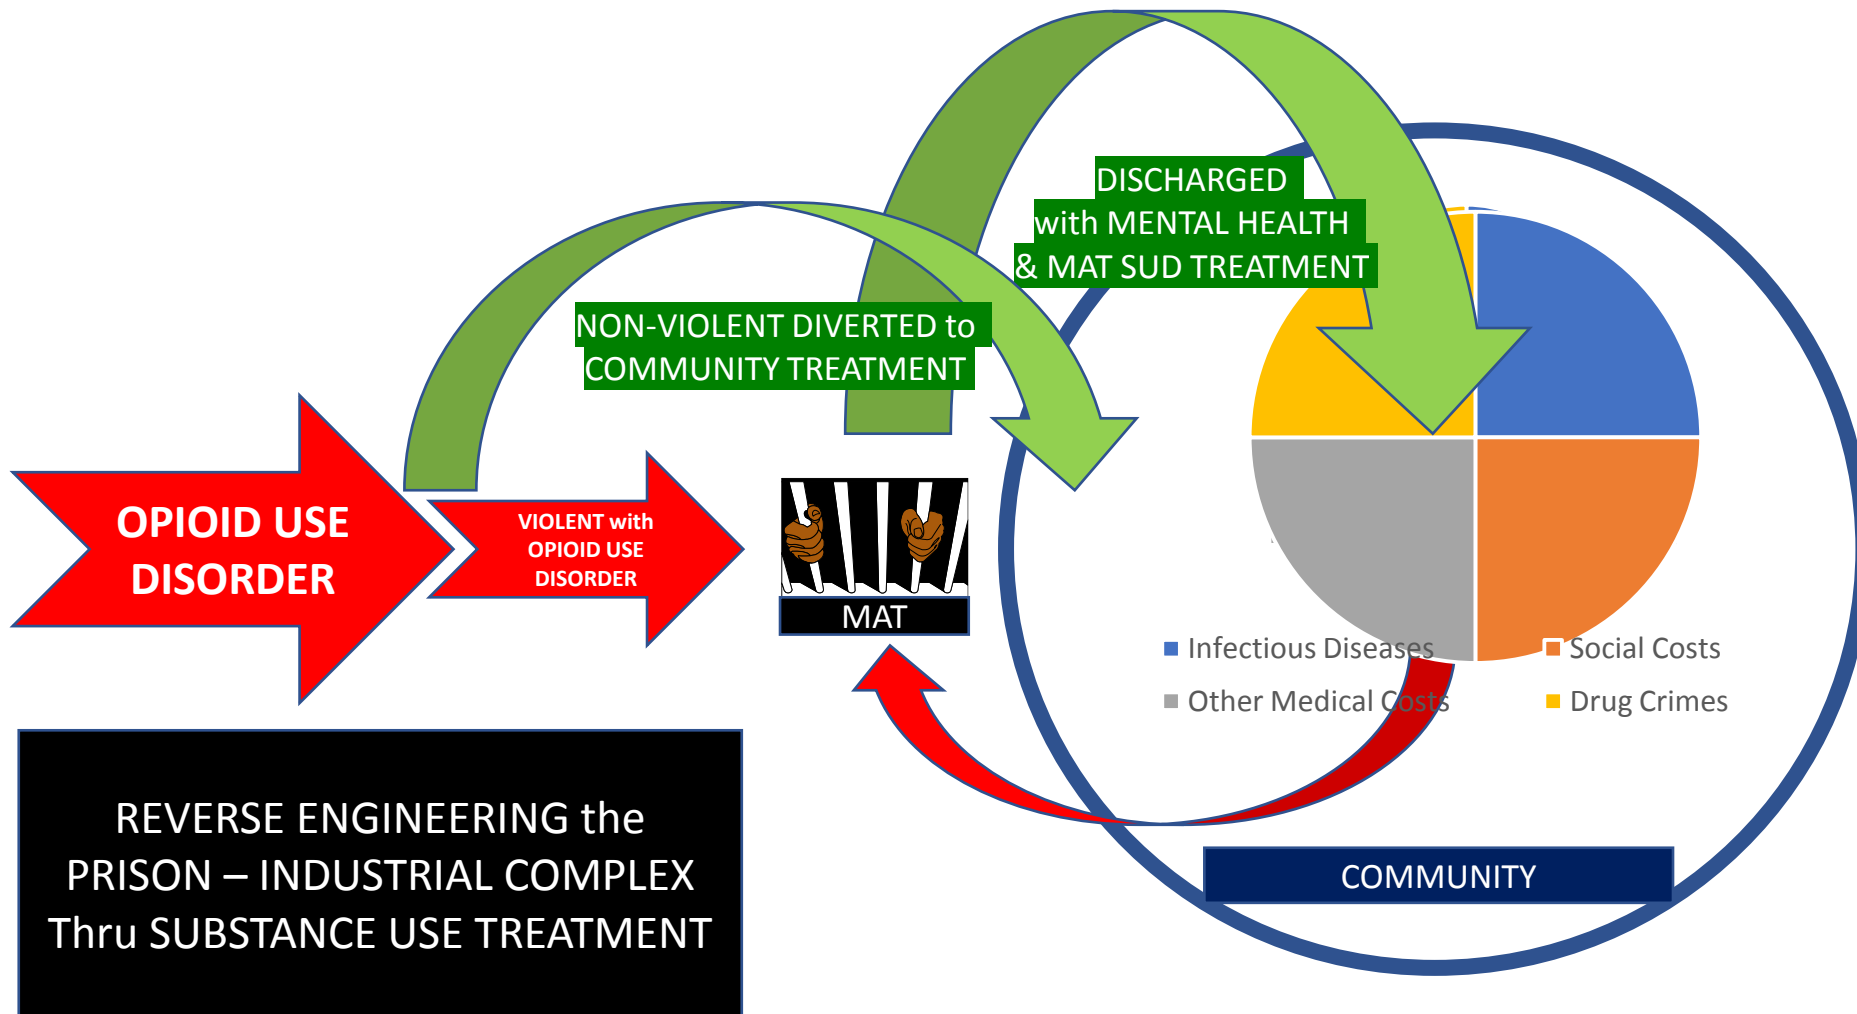 DISCHARGED
with MENTAL HEALTH
& MAT SUD TREATMENT
NON-VIOLENT DIVERTED to
COMMUNITY TREATMENT
OPIOID USE
DISORDER
VIOLENT with
OPIOID USE
DISORDER
MAT
Infectious Diseases
Social Costs
Other Medical Costs
Drug Crimes
REVERSE ENGINEERING the
PRISON – INDUSTRIAL COMPLEX
Thru SUBSTANCE USE TREATMENT
COMMUNITY